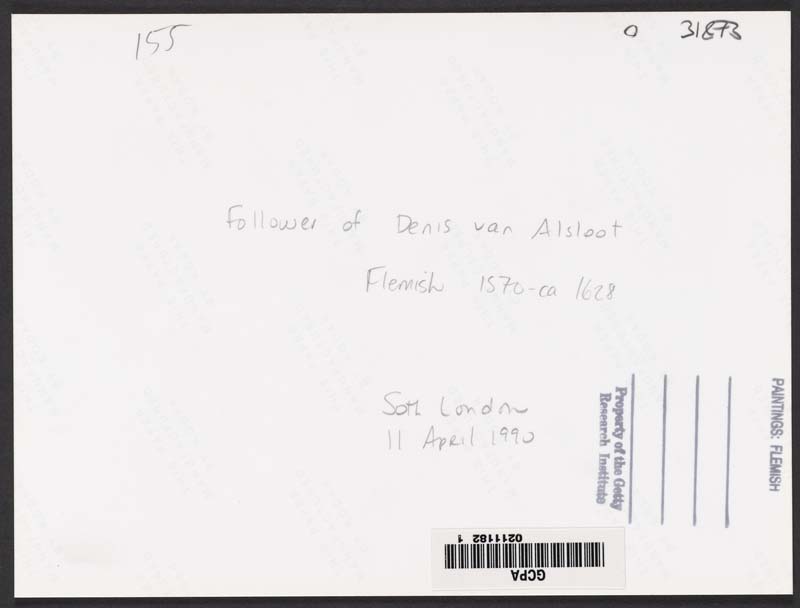 155
0 31873
Follower of Denis van Alsloot
Flemish 1570-ca 1628
Soth London
11 April 1990
PAINTINGS: FLEMISH
Property of the Getty
Research Institute
GCPA
0211182 1